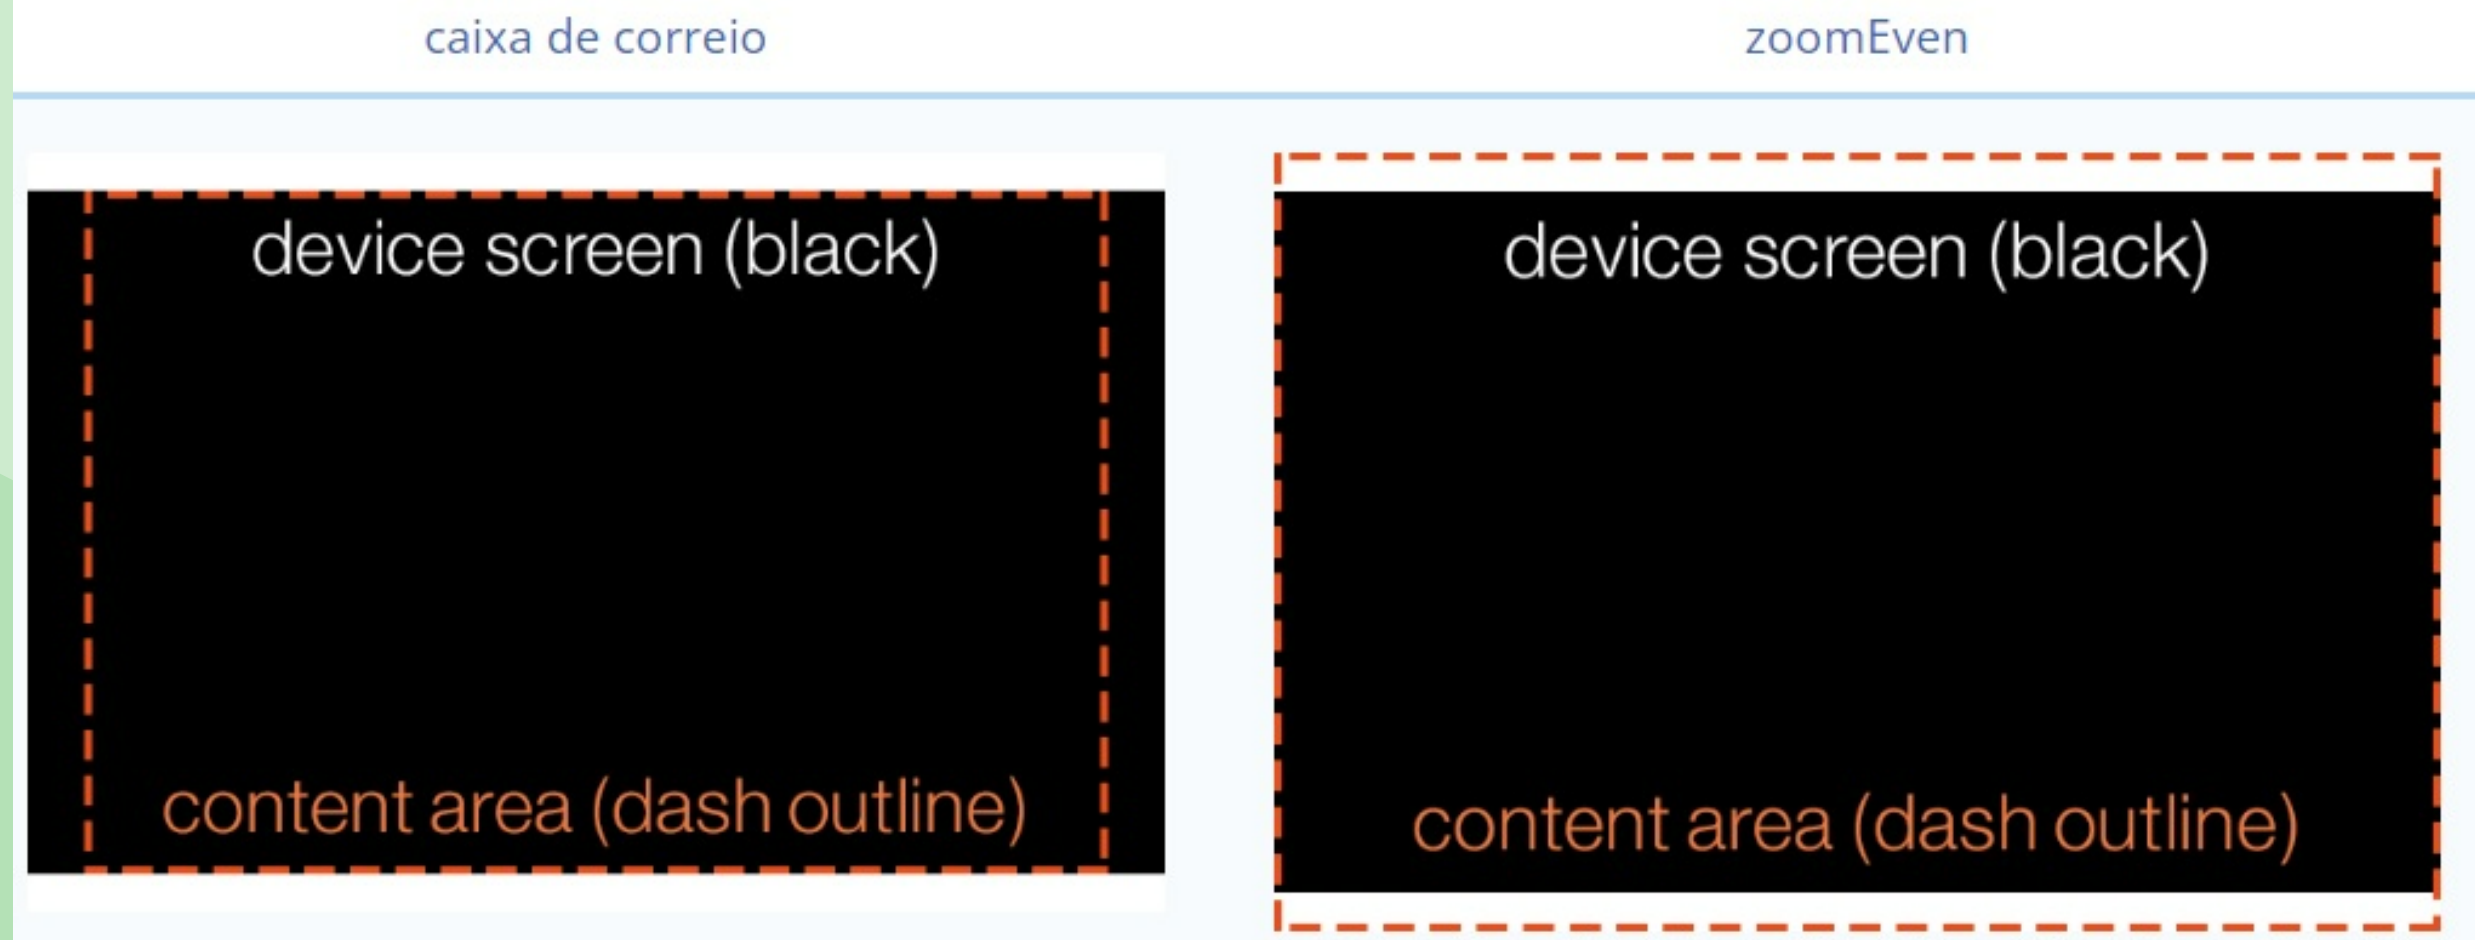 caixa de correio
zoomEven
device screen (black)
content area (dash outline)
device screen (black)
content area (dash outline)